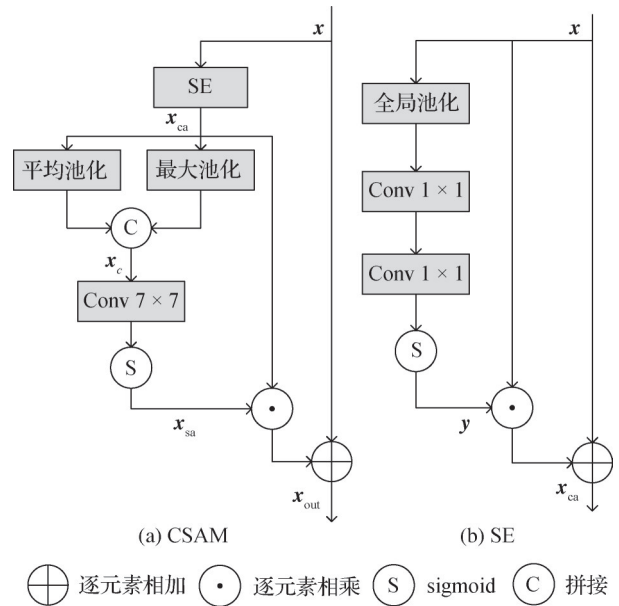 x
SE
x_ca
平均池化
最大池化
C
x_c
Conv 7 × 7
S
x_sa
x_out
(a) CSAM
x
全局池化
Conv 1 × 1
Conv 1 × 1
S
y
x_ca
(b) SE
逐元素相加
逐元素相乘
S sigmoid
C 拼接